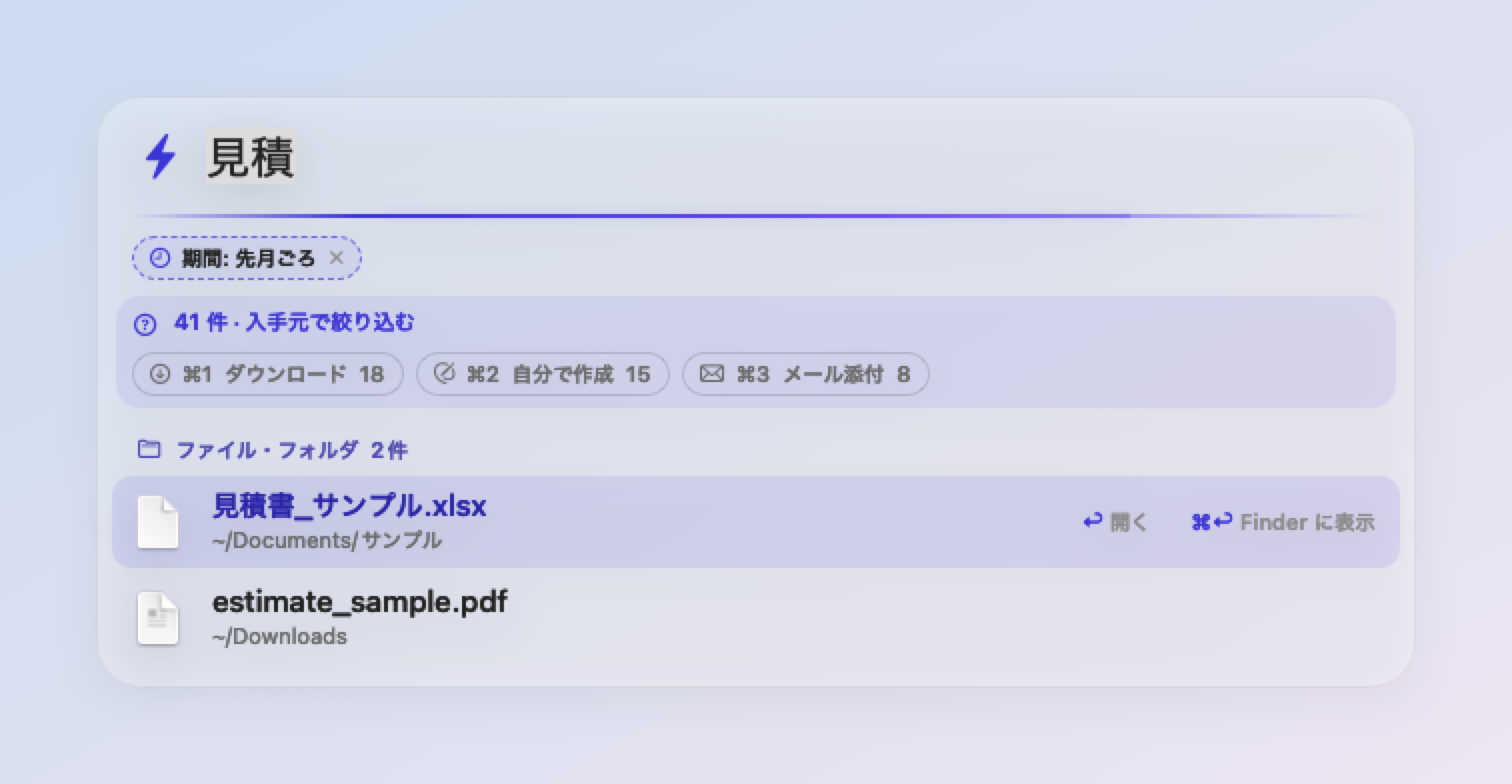 見積
期間: 先月ごろ ×
41 件 · 入手元で絞り込む
⌘1 ダウンロード 18 ⌘2 自分で作成 15 ⌘3 メール添付 8
ファイル・フォルダ 2件
見積書_サンプル.xlsx
~/Documents/サンプル
↩ 開く ⌘↩ Finder に表示
estimate_sample.pdf
~/Downloads